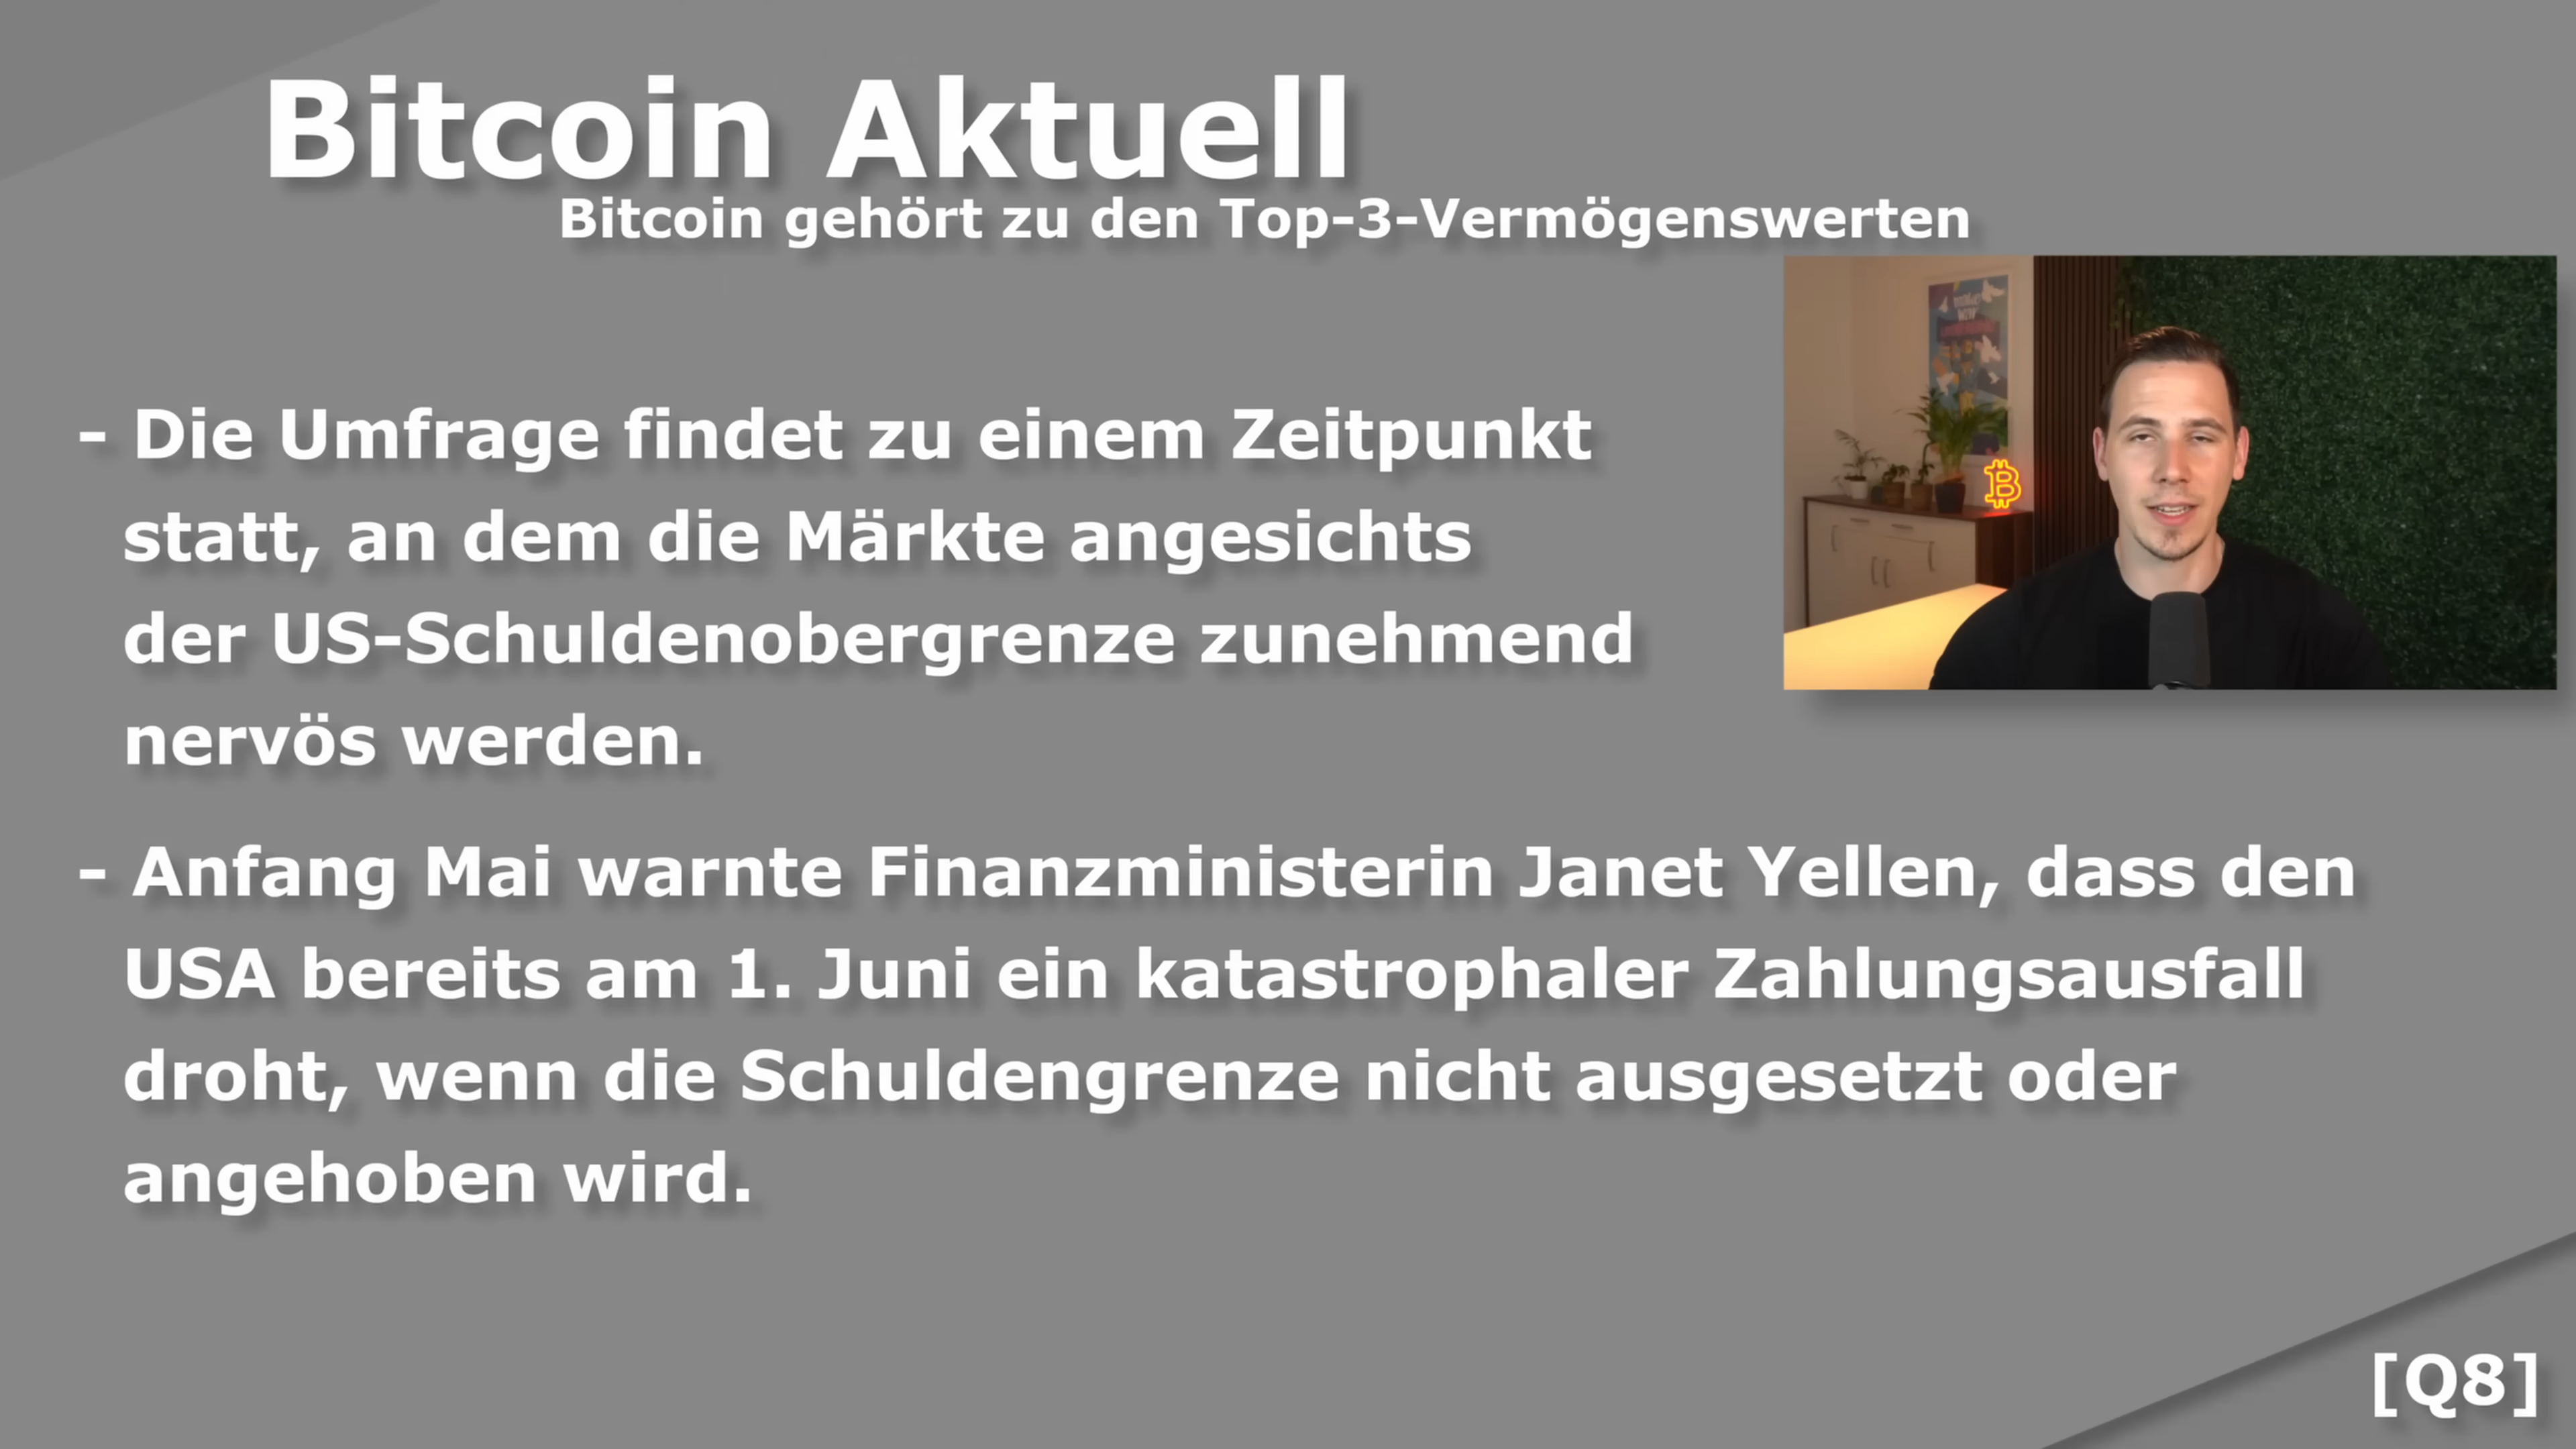 Bitcoin Aktuell
Bitcoin gehört zu den Top-3-Vermögenswerten
- Die Umfrage findet zu einem Zeitpunkt
statt, an dem die Märkte angesichts
der US-Schuldenobergrenze zunehmend
nervös werden.
- Anfang Mai warnte Finanzministerin Janet Yellen, dass den
USA bereits am 1. Juni ein katastrophaler Zahlungsausfall
droht, wenn die Schuldengrenze nicht ausgesetzt oder
angehoben wird.
[Q8]